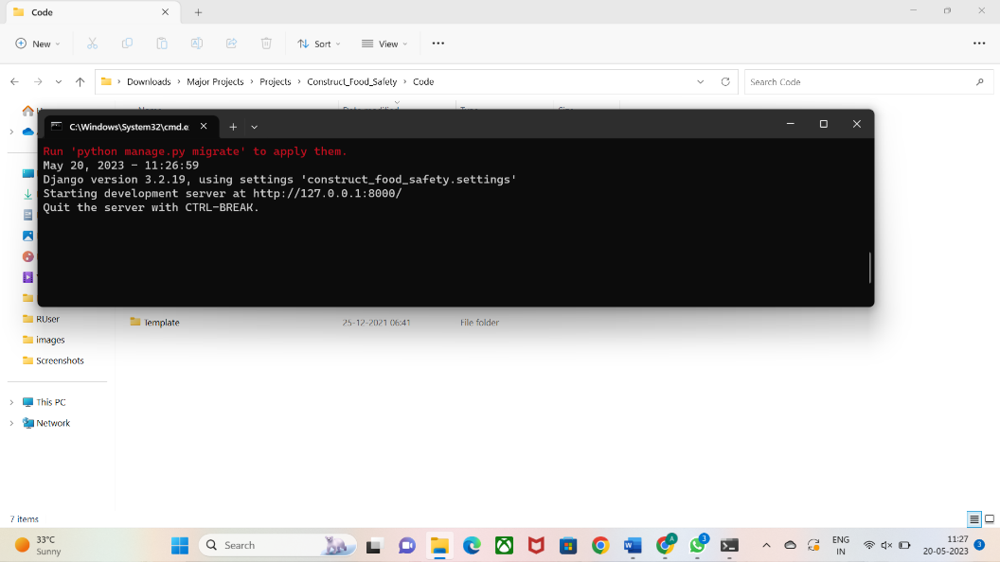 Code
New
Sort
View
Downloads
Major Projects
Projects
Construct_Food_Safety
Code
Search Code
C:\Windows\System32\cmd.e
Run 'python manage.py migrate' to apply them.
May 20, 2023 - 11:26:59
Django version 3.2.19, using settings 'construct_food_safety.settings'
Starting development server at http://127.0.0.1:8000/
Quit the server with CTRL-BREAK.
RUser
Template
25-12-2021 06:41
File folder
images
Screenshots
This PC
Network
7 items
33°C
Sunny
Search
A
3
ENG
IN
11:27
20-05-2023
3